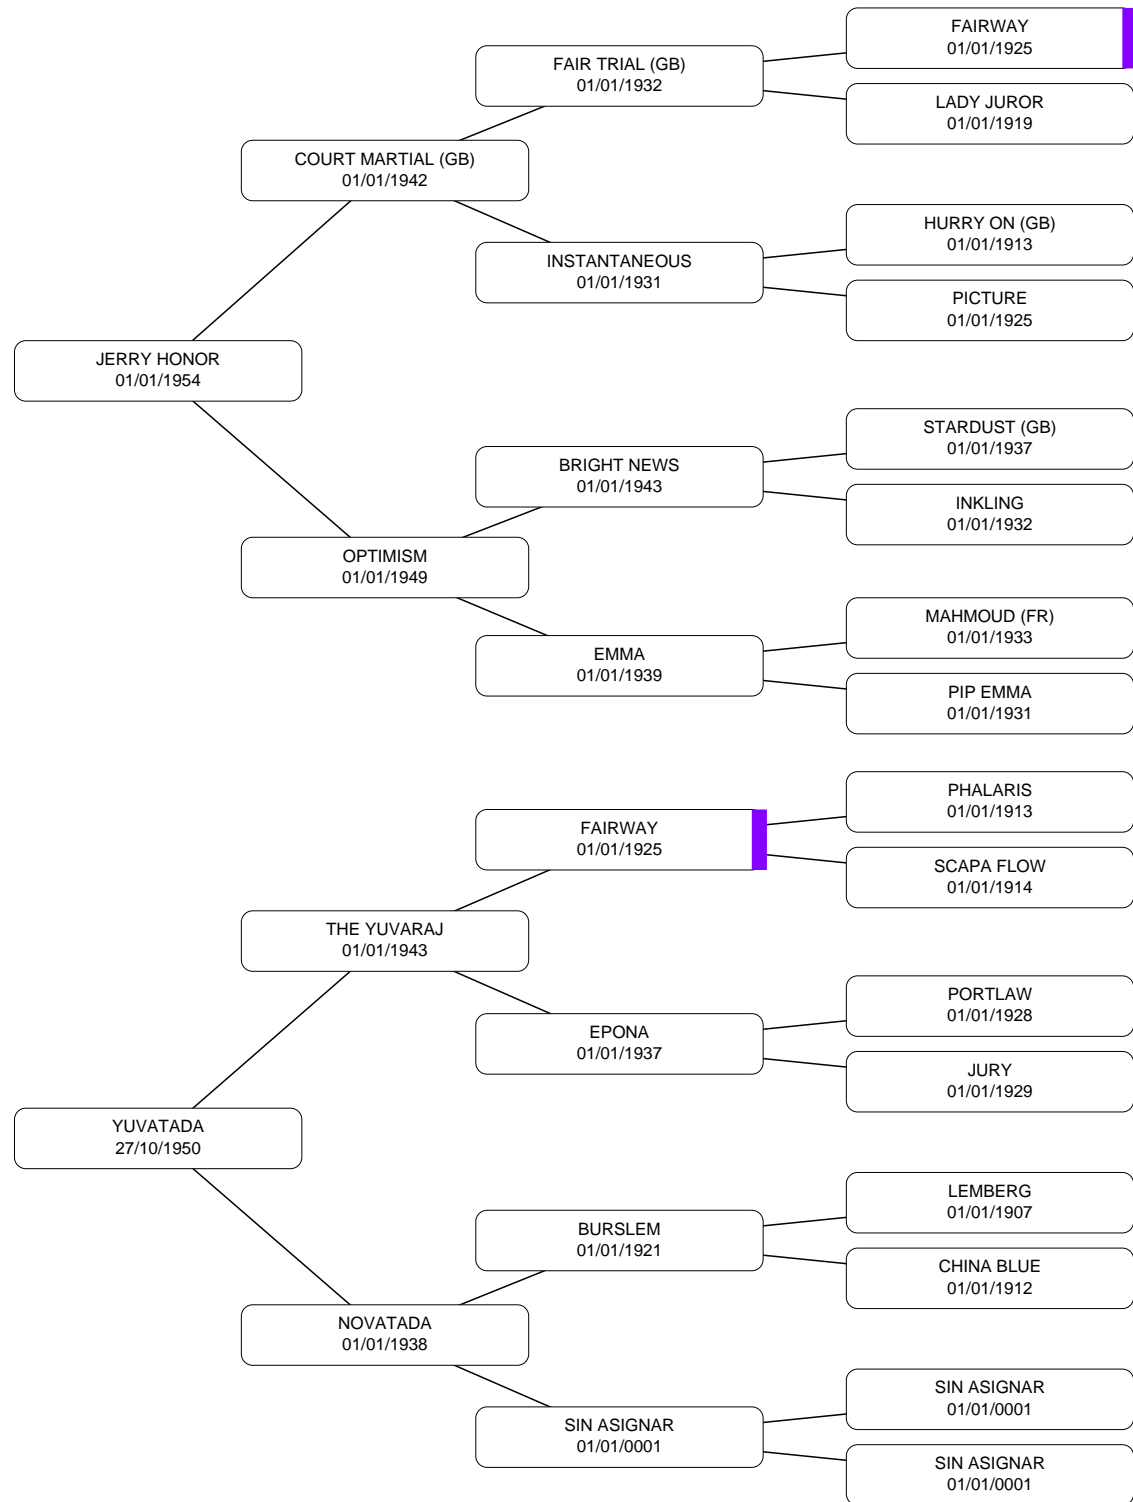 FAIRWAY
01/01/1925
FAIR TRIAL (GB)
01/01/1932
LADY JUROR
01/01/1919
COURT MARTIAL (GB)
01/01/1942
HURRY ON (GB)
01/01/1913
INSTANTANEOUS
01/01/1931
PICTURE
01/01/1925
JERRY HONOR
01/01/1954
STARDUST (GB)
01/01/1937
BRIGHT NEWS
01/01/1943
INKLING
01/01/1932
OPTIMISM
01/01/1949
MAHMOUD (FR)
01/01/1933
EMMA
01/01/1939
PIP EMMA
01/01/1931
PHALARIS
01/01/1913
FAIRWAY
01/01/1925
SCAPA FLOW
01/01/1914
THE YUVARAJ
01/01/1943
PORTLAW
01/01/1928
EPONA
01/01/1937
JURY
01/01/1929
YUVATADA
27/10/1950
LEMBERG
01/01/1907
BURSLEM
01/01/1921
CHINA BLUE
01/01/1912
NOVATADA
01/01/1938
SIN ASIGNAR
01/01/0001
SIN ASIGNAR
01/01/0001
SIN ASIGNAR
01/01/0001